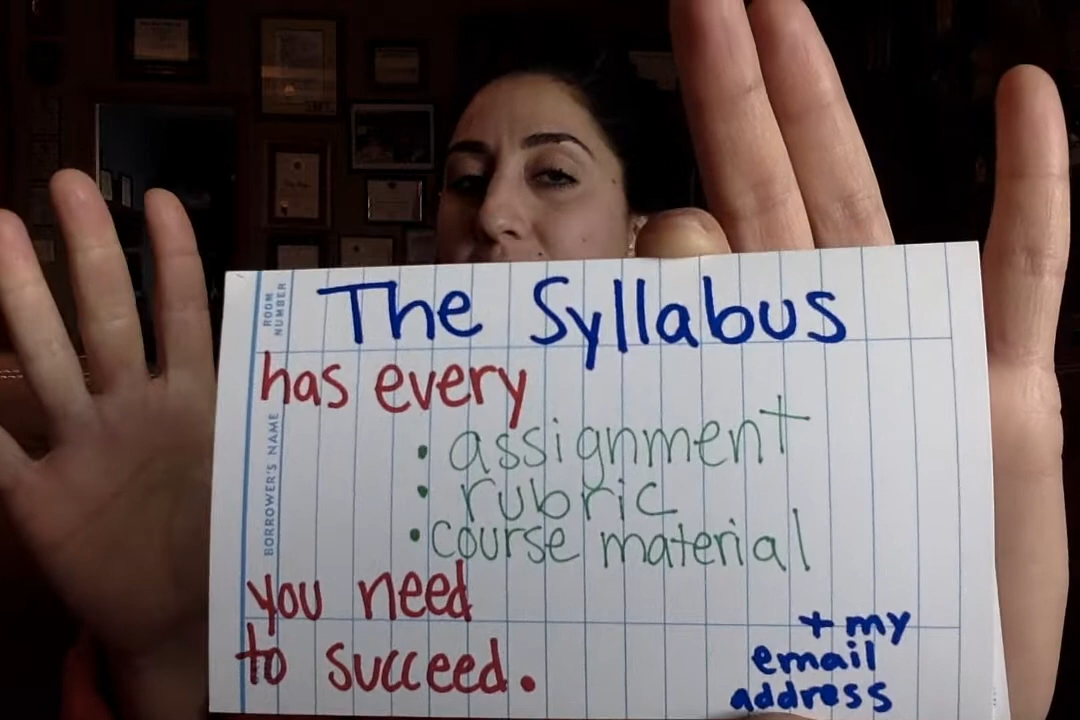 The Syllabus
has every
• assignment
• rubric
• course material
you need
to succeed.
+ my
email
address
ROOM
NUMBER
BORROWER'S NAME